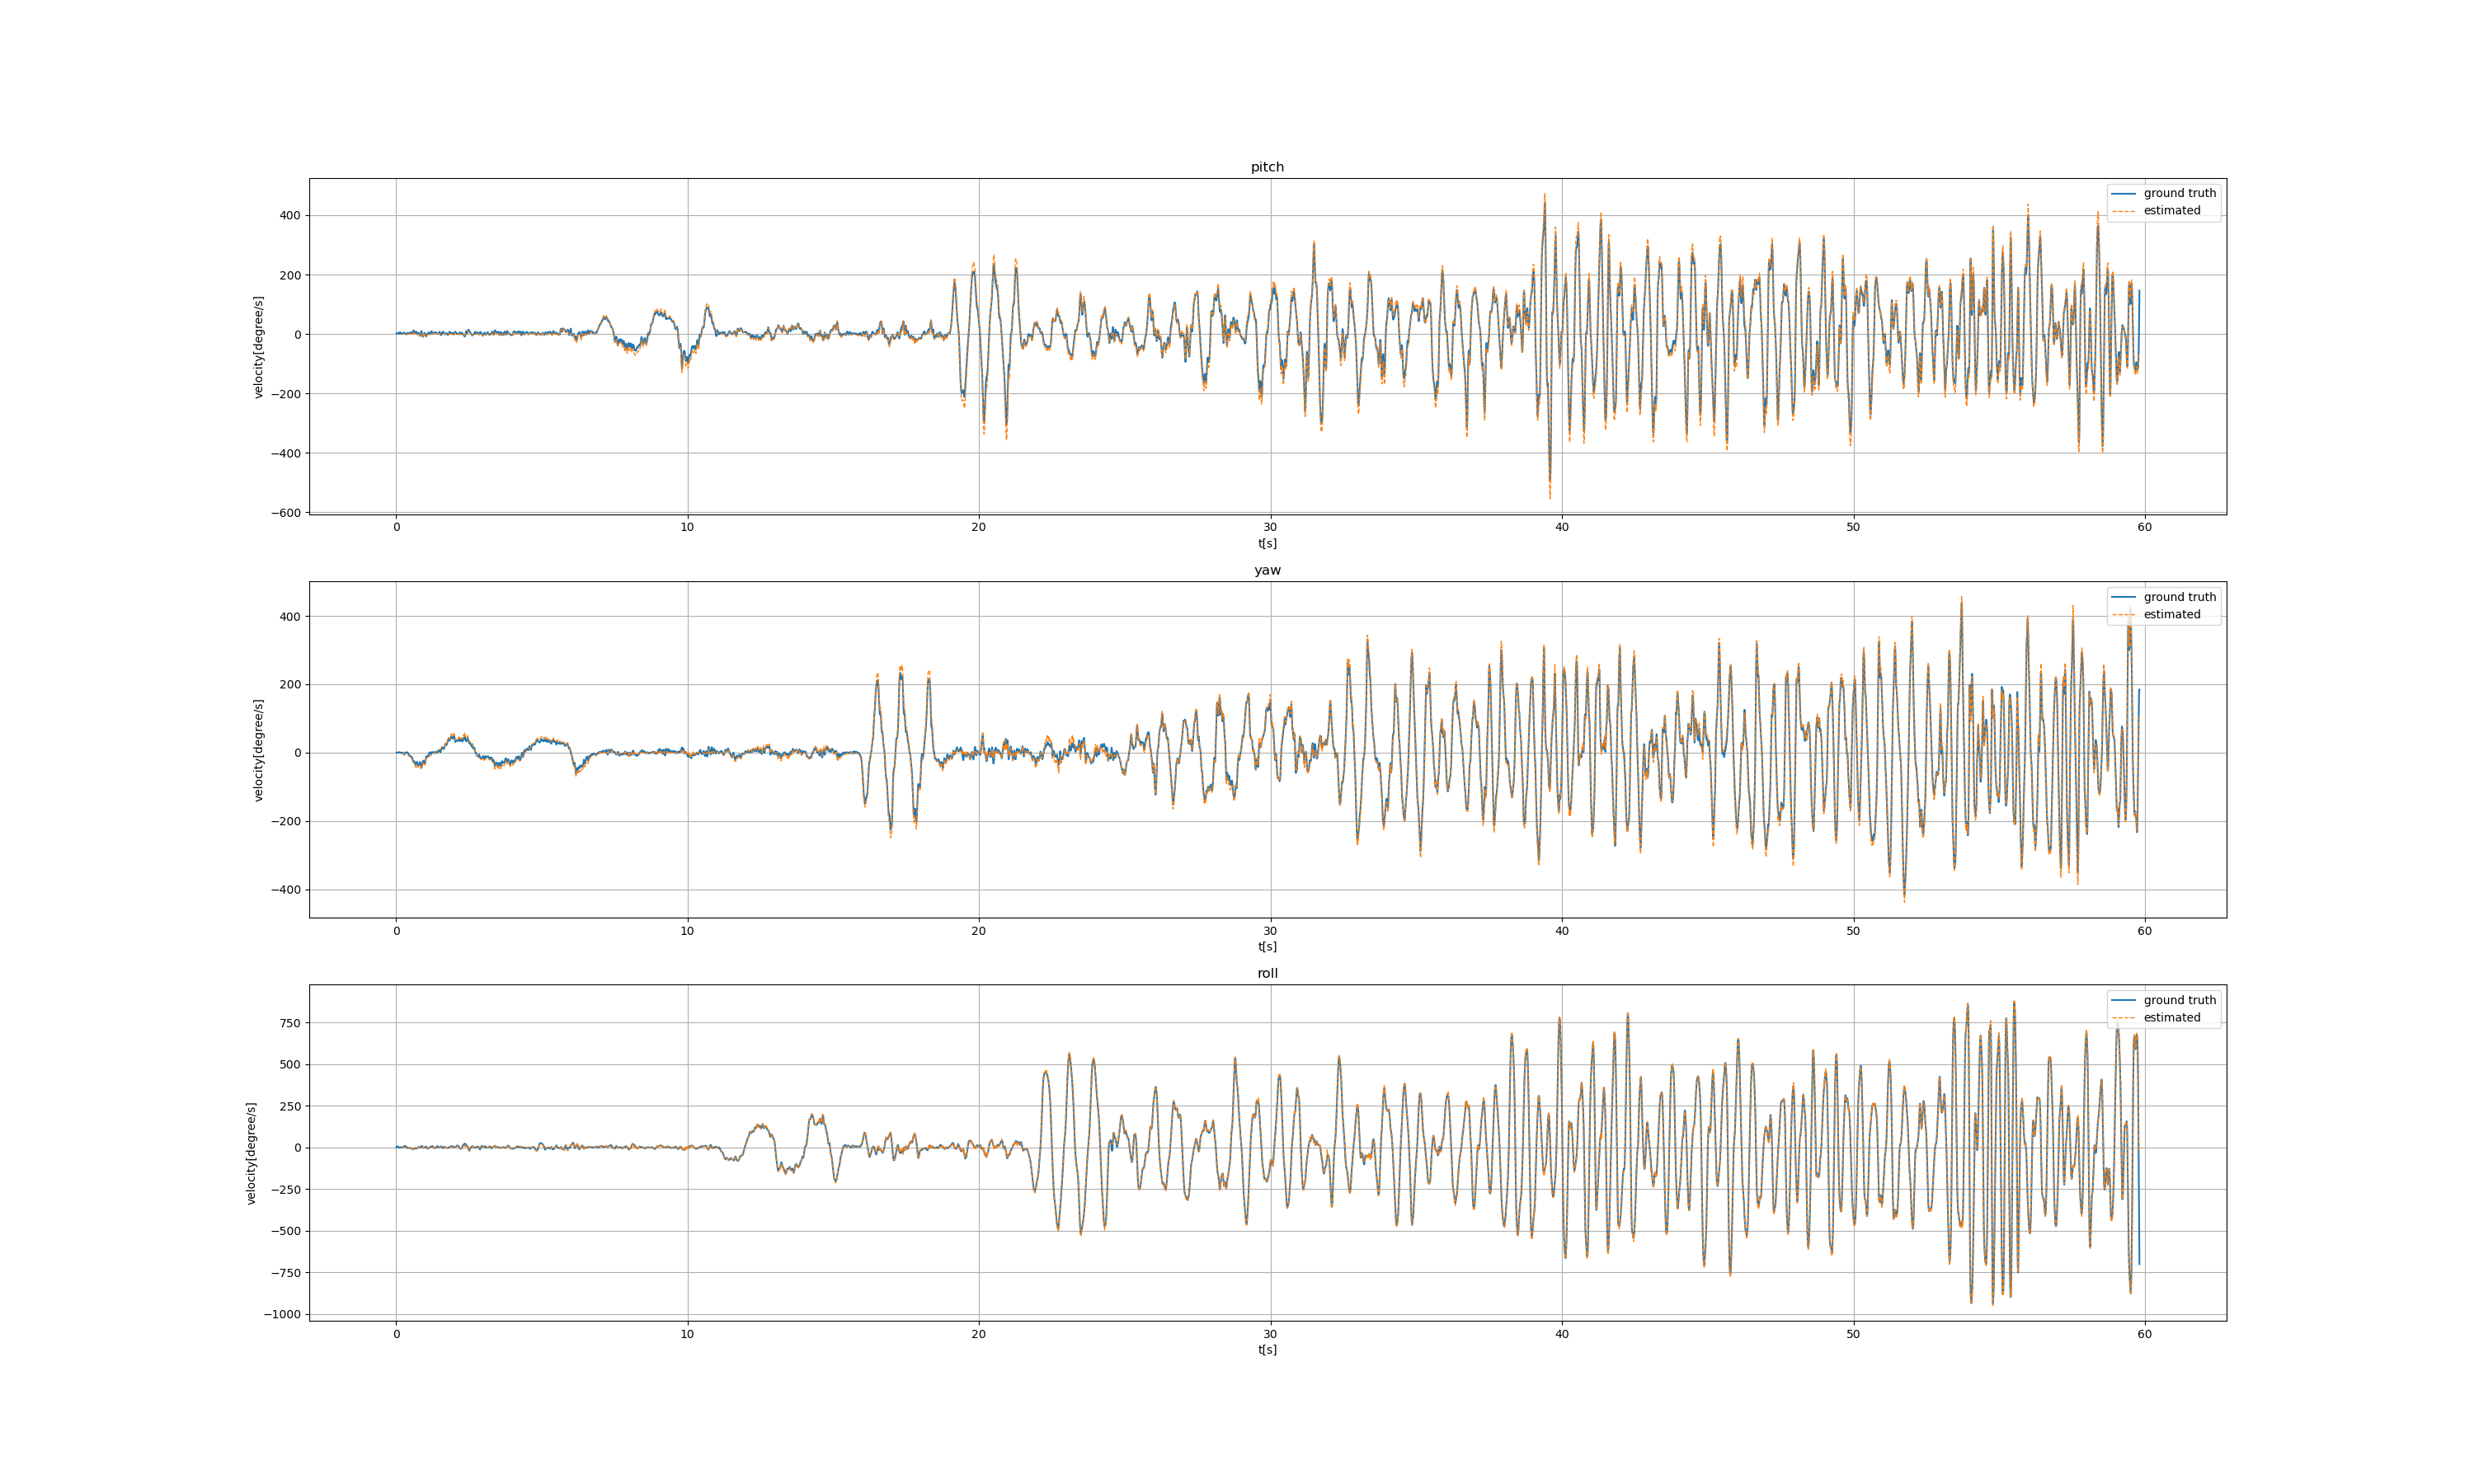 pitch
ground truth
estimated
400
200
0
−200
−400
−600
velocity[degree/s]
0 10 20 30 40 50 60
t[s]
yaw
ground truth
estimated
400
200
0
−200
−400
velocity[degree/s]
0 10 20 30 40 50 60
t[s]
roll
ground truth
estimated
750
500
250
0
−250
−500
−750
−1000
velocity[degree/s]
0 10 20 30 40 50 60
t[s]